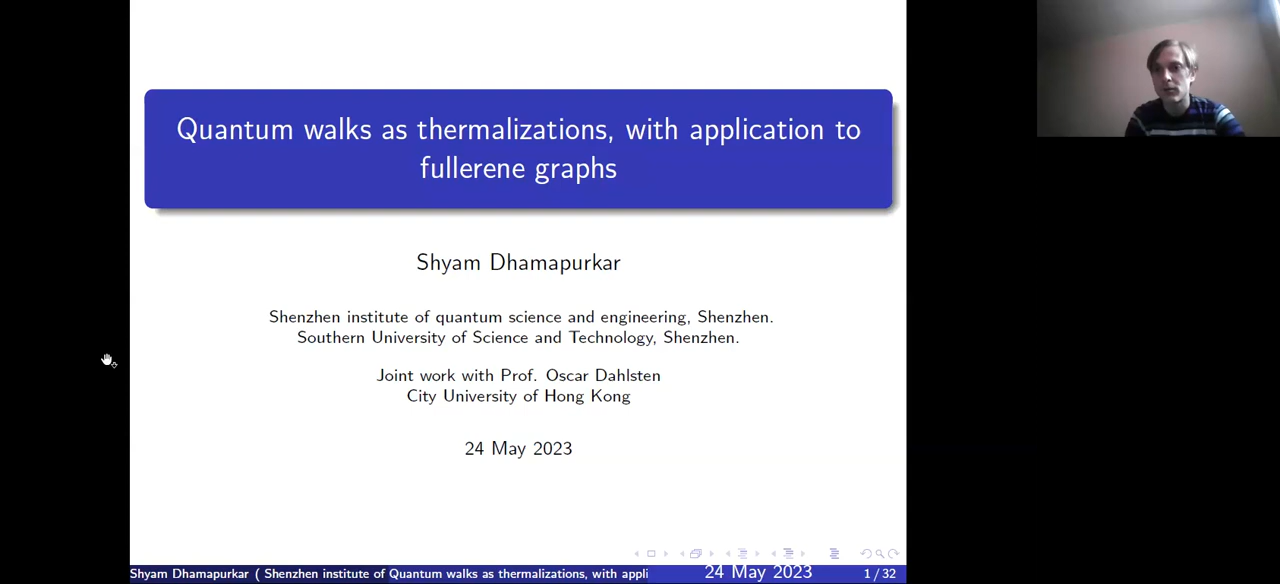 Quantum walks as thermalizations, with application to
fullerene graphs
Shyam Dhamapurkar
Shenzhen institute of quantum science and engineering, Shenzhen.
Southern University of Science and Technology, Shenzhen.
Joint work with Prof. Oscar Dahlsten
City University of Hong Kong
24 May 2023
Shyam Dhamapurkar ( Shenzhen institute of Quantum walks as thermalizations, with appli 24 May 2023 1 / 32